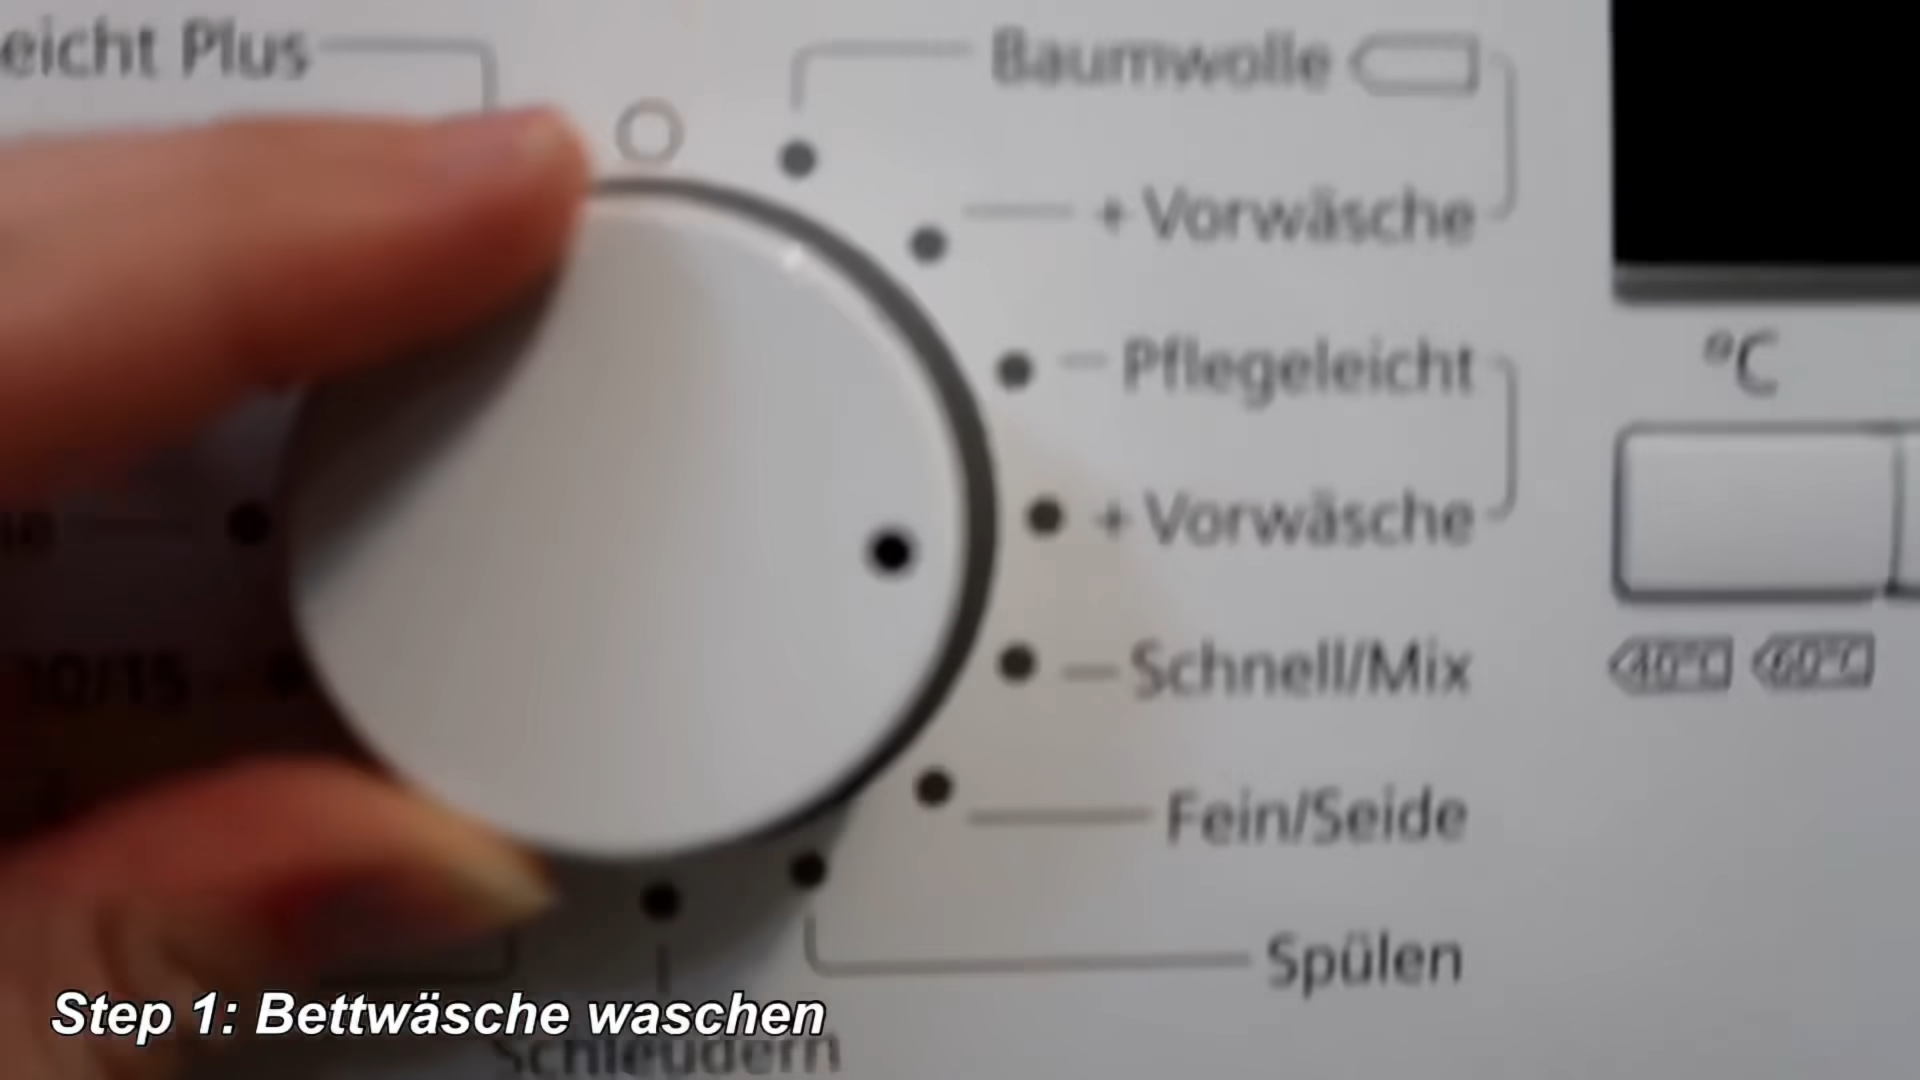 eicht Plus
Baumwolle
+ Vorwäsche
Pflegeleicht
°C
+ Vorwäsche
40°C 60°C
Schnell/Mix
Fein/Seide
Spülen
Step 1: Bettwäsche waschen
Schleudern